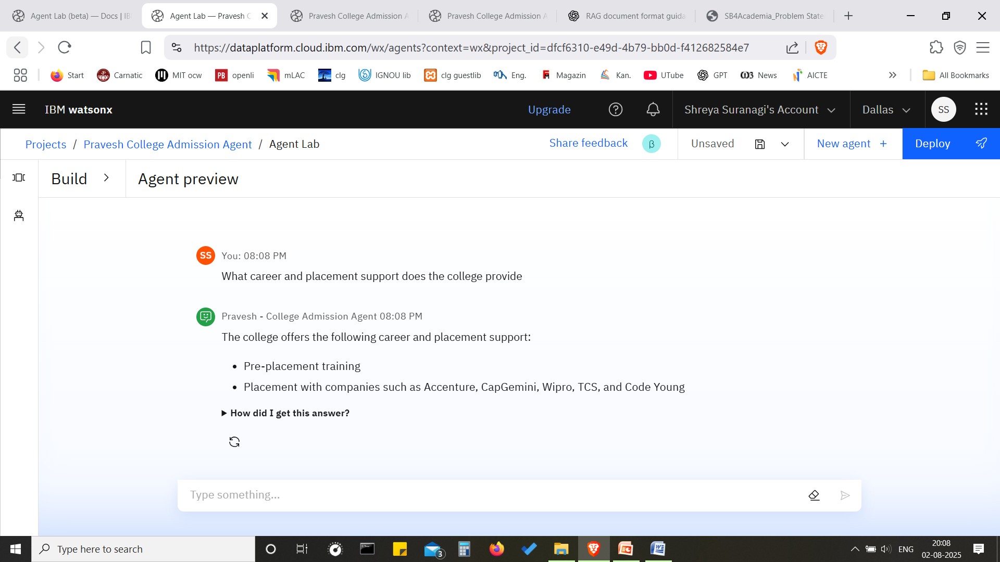 Agent Lab (beta) — Docs | IB
Agent Lab — Pravesh C
Pravesh College Admission A
Pravesh College Admission A
RAG document format guida
SB4Academia_Problem State
https://dataplatform.cloud.ibm.com/wx/agents?context=wx&project_id=dfcf6310-e49d-4b79-bb0d-f412682584e7
Start Carnatic MIT ocw PB openli mLAC clg IGNOU lib clg guestlib Eng. Magazin Kan. UTube GPT News AICTE All Bookmarks
IBM watsonx Upgrade Shreya Suranagi's Account Dallas SS
Projects / Pravesh College Admission Agent / Agent Lab Share feedback β Unsaved New agent + Deploy
Build Agent preview
SS You: 08:08 PM
What career and placement support does the college provide
Pravesh - College Admission Agent 08:08 PM
The college offers the following career and placement support:
• Pre-placement training
• Placement with companies such as Accenture, CapGemini, Wipro, TCS, and Code Young
How did I get this answer?
Type something...
Type here to search 3 ENG 20:08
02-08-2025